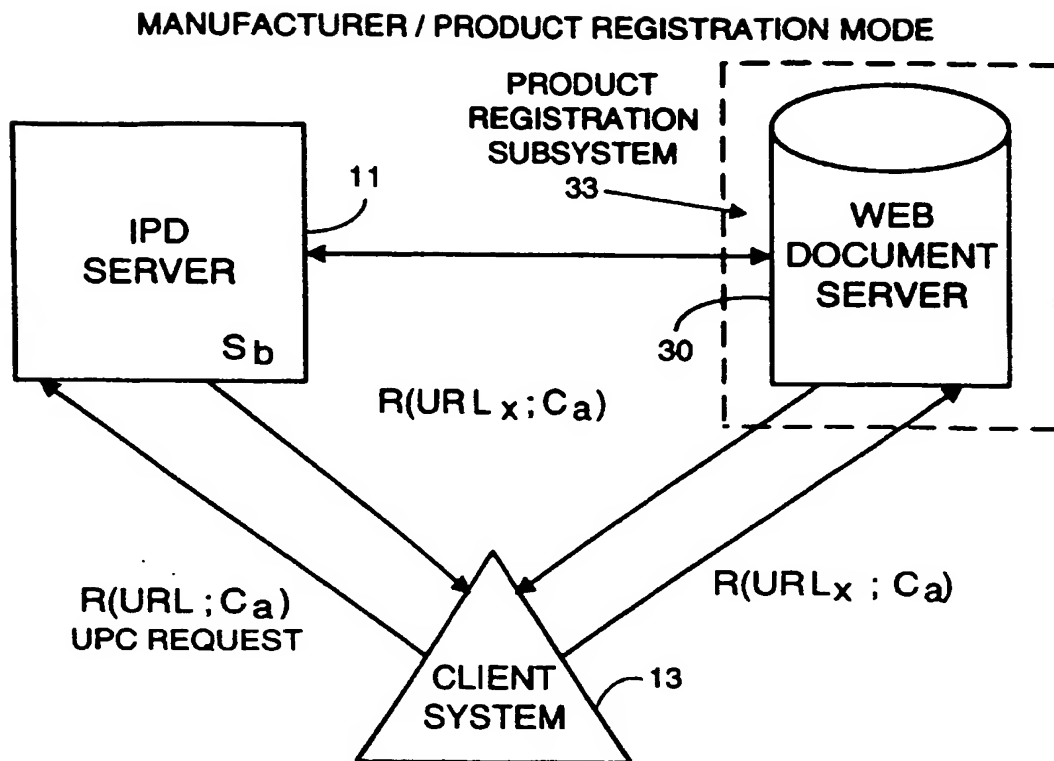 MANUFACTURER / PRODUCT REGISTRATION MODE
PRODUCT
REGISTRATION
SUBSYSTEM
33
11
IPD
SERVER
Sb
WEB
DOCUMENT
SERVER
30
R(URLx ; Ca)
R(URL ; Ca)
UPC REQUEST
R(URLx ; Ca)
CLIENT
SYSTEM
13